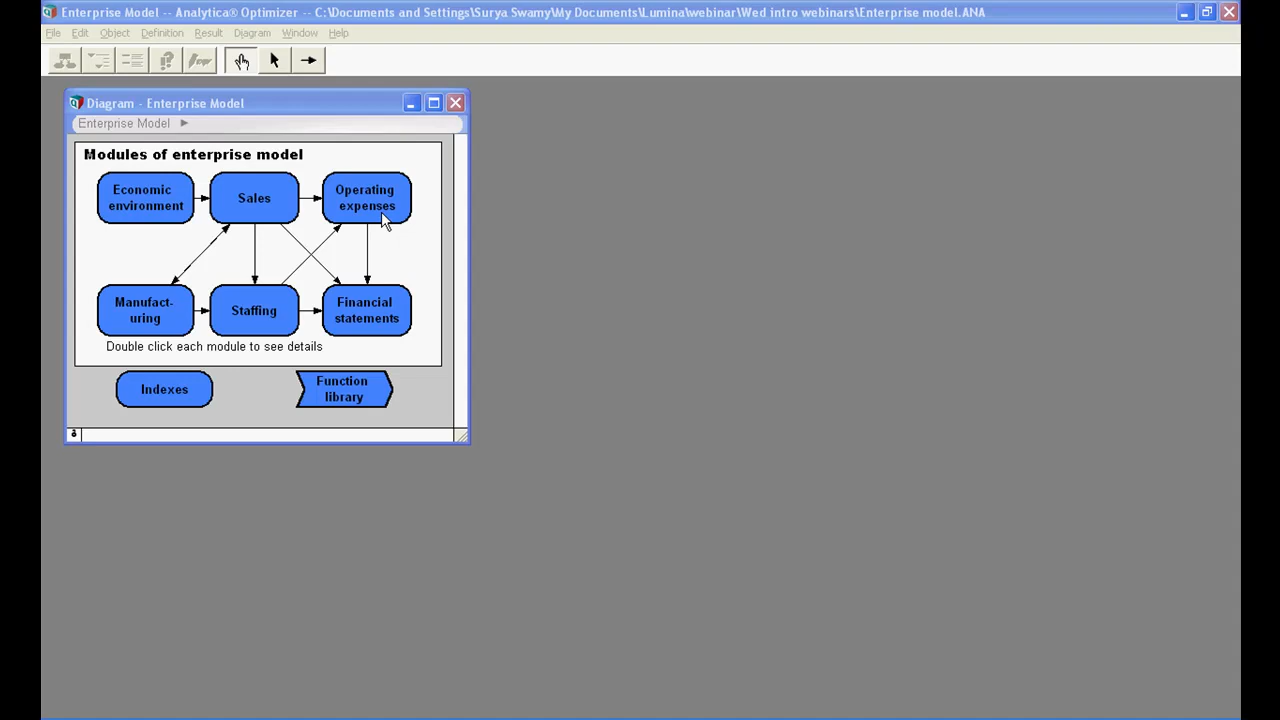 Enterprise Model -- Analytica® Optimizer -- C:\Documents and Settings\Surya Swamy\My Documents\Lumina\webinar\Wed intro webinars\Enterprise model.ANA
File Edit Object Definition Result Diagram Window Help
Diagram - Enterprise Model
Enterprise Model
Modules of enterprise model
Economic
environment
Sales
Operating
expenses
Manufact-
uring
Staffing
Financial
statements
Double click each module to see details
Indexes
Function
library